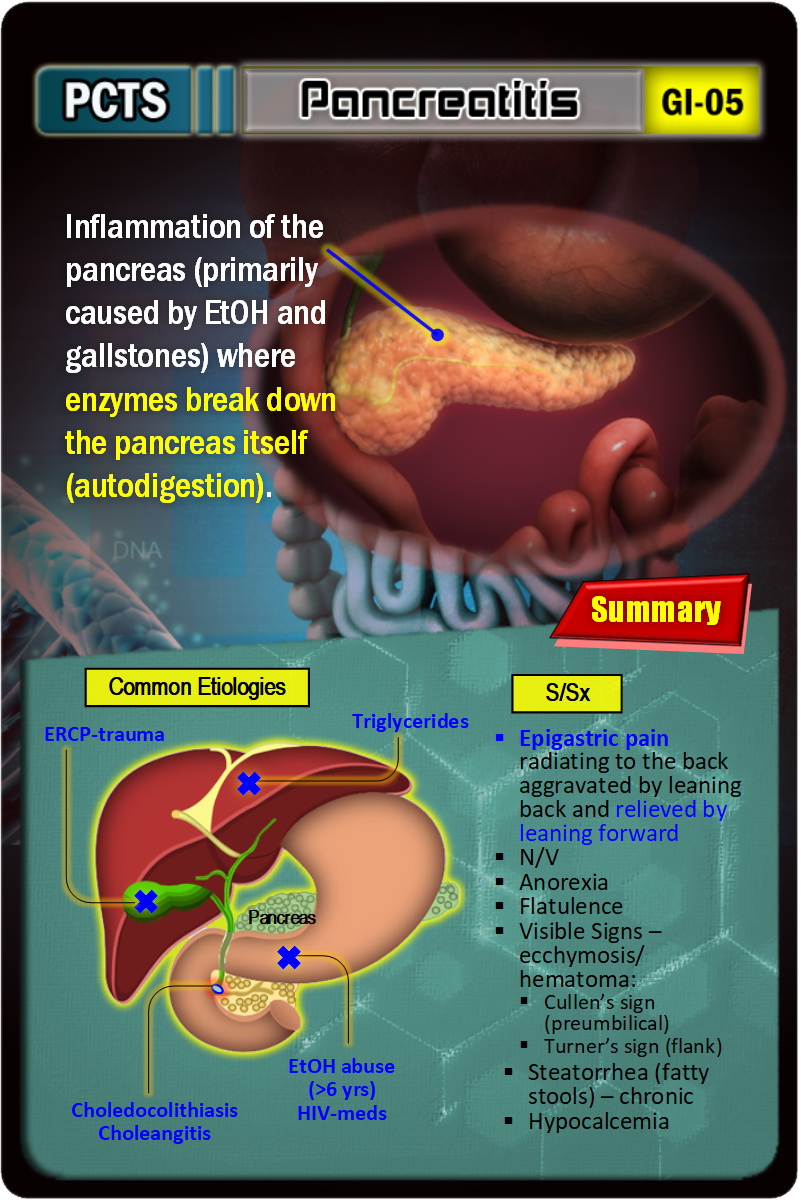 PCTS
Pancreatitis
GI-05
Inflammation of the
pancreas (primarily
caused by EtOH and
gallstones) where
enzymes break down
the pancreas itself
(autodigestion).
DNA
Summary
Common Etiologies
ERCP-trauma
Triglycerides
Pancreas
EtOH abuse
(>6 yrs)
HIV-meds
Choledocolithiasis
Choleangitis
S/Sx
▪ Epigastric pain
radiating to the back
aggravated by leaning
back and relieved by
leaning forward
▪ N/V
▪ Anorexia
▪ Flatulence
▪ Visible Signs –
ecchymosis/
hematoma:
▪ Cullen's sign
(preumbilical)
▪ Turner's sign (flank)
▪ Steatorrhea (fatty
stools) – chronic
▪ Hypocalcemia